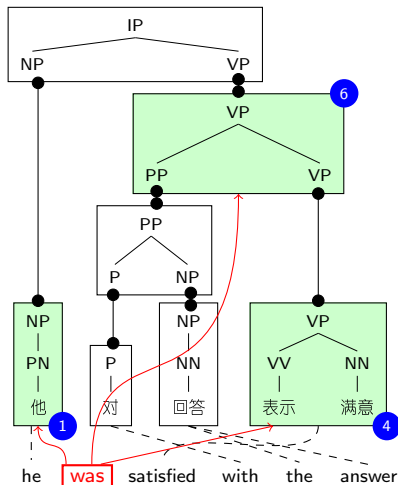 IP
NP VP
6
VP
PP VP
PP
P NP
NP P NP VP
PN NN VV NN
他 对 回答 表示 满意
1 4
he was satisfied with the answer